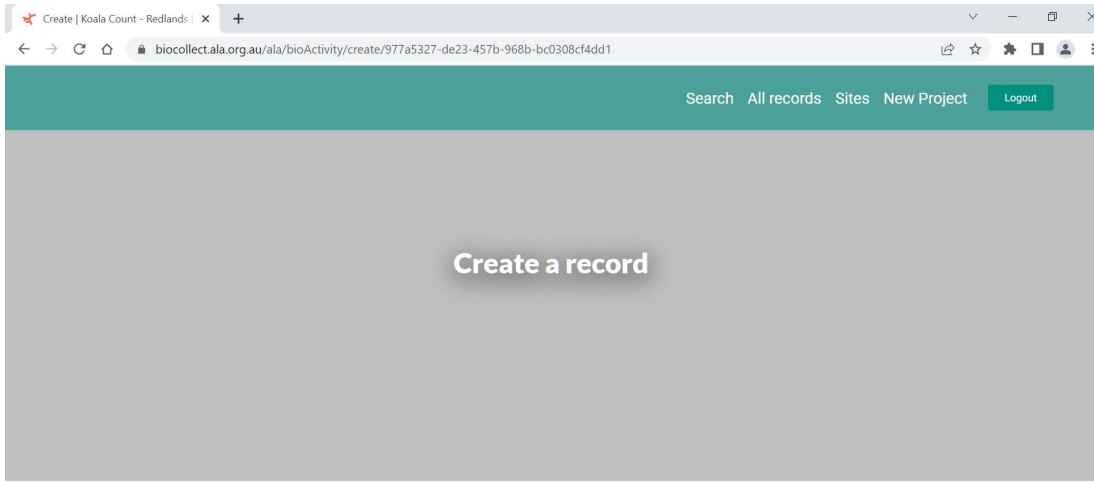 Create | Koala Count - Redlands |
biocollect.ala.org.au/ala/bioActivity/create/977a5327-de23-457b-968b-bc0308cf4dd1
Search All records Sites New Project Logout
Create a record